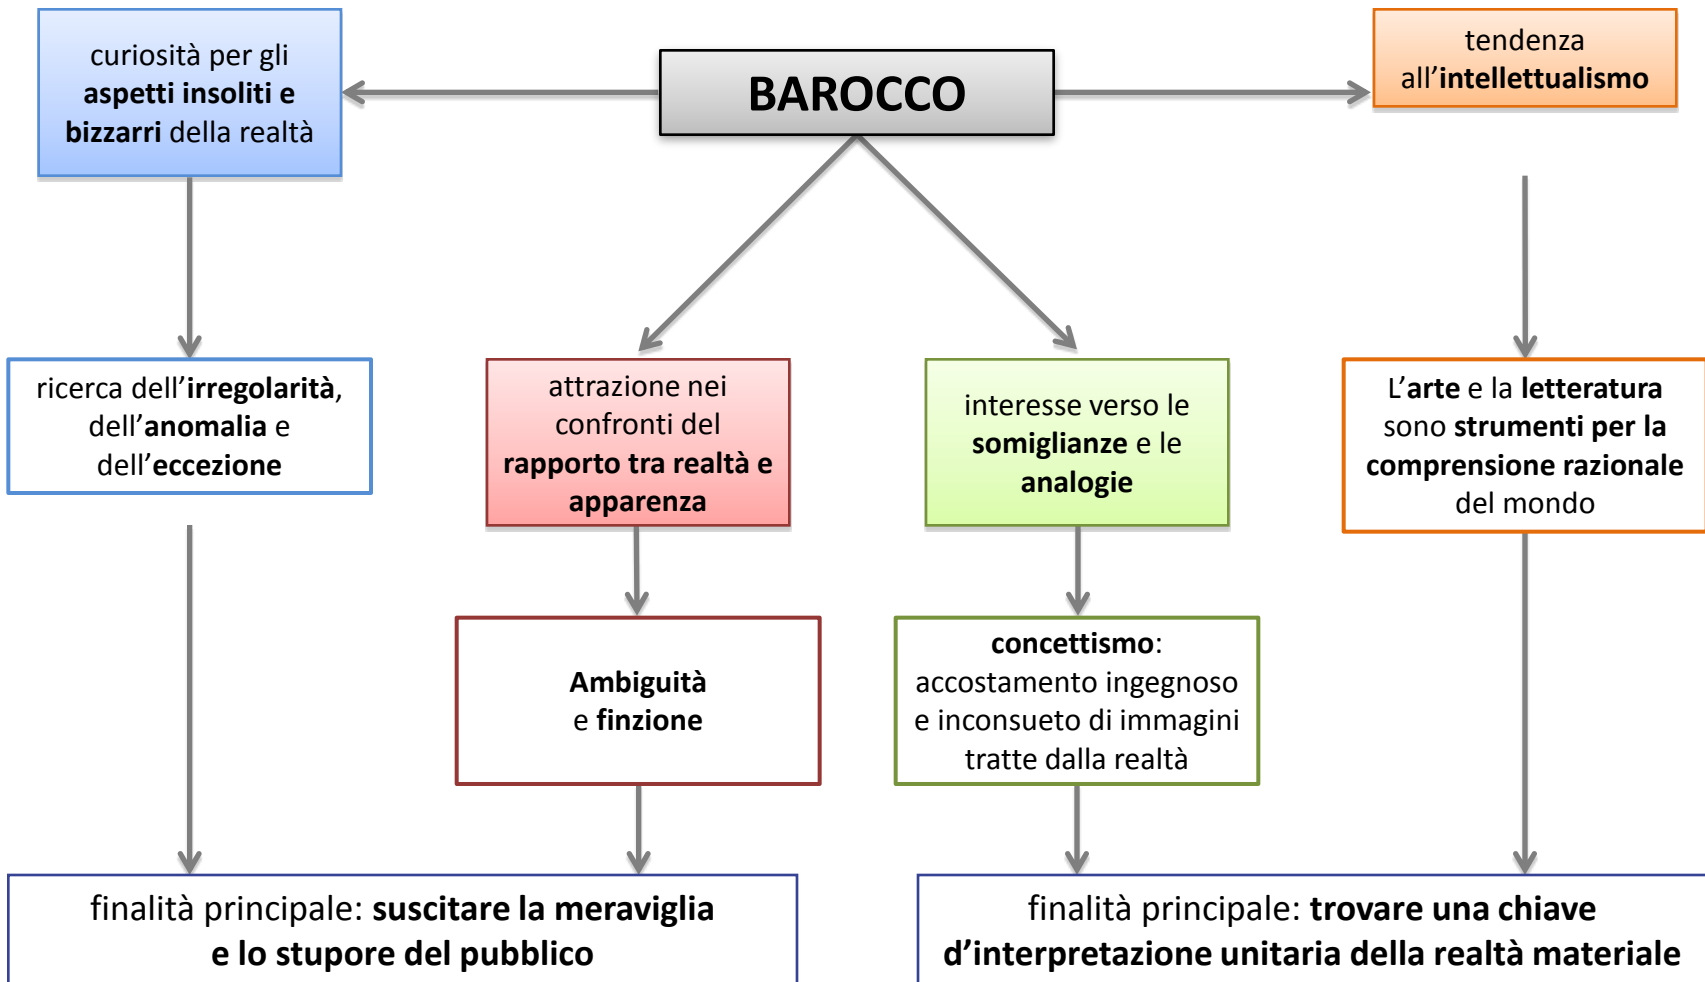 curiosità per gli
aspetti insoliti e
bizzarri della realtà
BAROCCO
tendenza
all’intellettualismo
ricerca dell’irregolarità,
dell’anomalia e
dell’eccezione
attrazione nei
confronti del
rapporto tra realtà e
apparenza
interesse verso le
somiglianze e le
analogie
L’arte e la letteratura
sono strumenti per la
comprensione razionale
del mondo
Ambiguità
e finzione
concettismo:
accostamento ingegnoso
e inconsueto di immagini
tratte dalla realtà
finalità principale: suscitare la meraviglia
e lo stupore del pubblico
finalità principale: trovare una chiave
d’interpretazione unitaria della realtà materiale